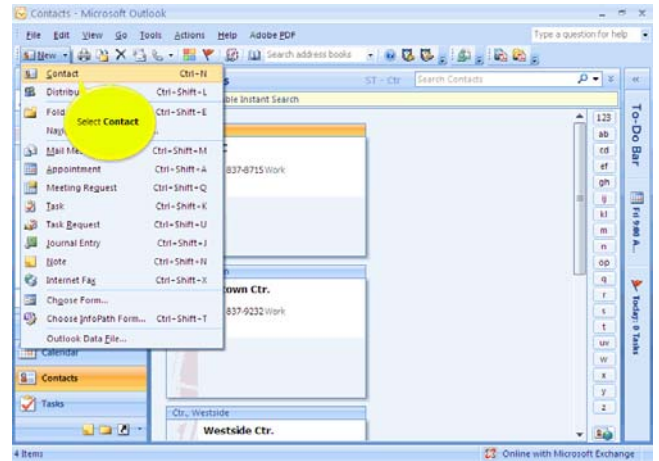 Contacts - Microsoft Outlook
File Edit View Go Tools Actions Help Adobe PDF
Type a question for help
New
Search address books
Contact Ctrl+N
ST - Ctr
Search Contacts
Distribu Ctrl+Shift+L
ble Instant Search
Fold Ctrl+Shift+E
Select Contact
Mail Me Ctrl+Shift+M
Appointment Ctrl+Shift+A
837-8715 Work
Meeting Request Ctrl+Shift+Q
Task Ctrl+Shift+K
Task Request Ctrl+Shift+U
Journal Entry Ctrl+Shift+J
Note Ctrl+Shift+N
Internet Fax Ctrl+Shift+X
own Ctr.
Choose Form...
837-9232 Work
Choose InfoPath Form... Ctrl+Shift+T
Outlook Data File...
Calendar
Contacts
Tasks
Ctr., Westside
Westside Ctr.
123
ab
cd
ef
gh
ij
kl
m
n
op
q
r
s
t
uv
w
x
y
z
To-Do Bar
Fri 9:00 A...
Today: 0 Tasks
4 Items
Online with Microsoft Exchange